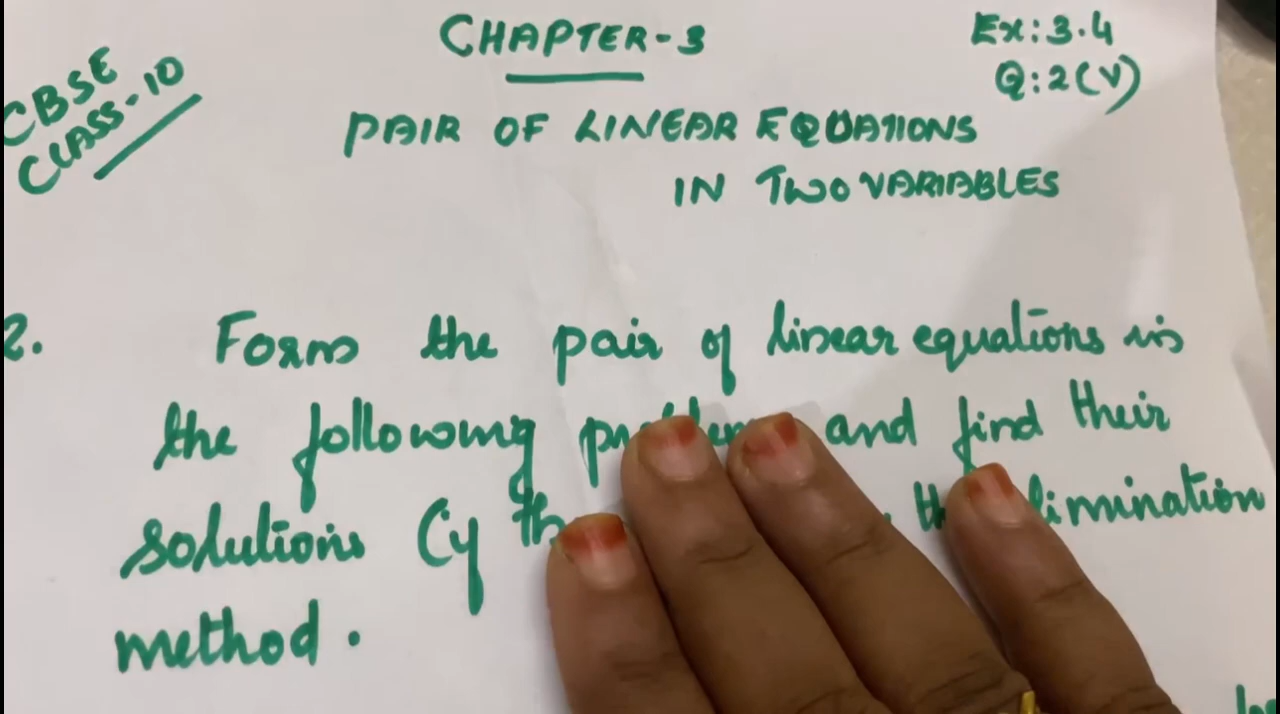 CBSE
CLASS-10
CHAPTER-3
Ex: 3.4
Q: 2(V)
PAIR OF LINEAR EQUATIONS
IN TWO VARIABLES
2. Form the pair of linear equations in
the following and find their
solutions (if
method.